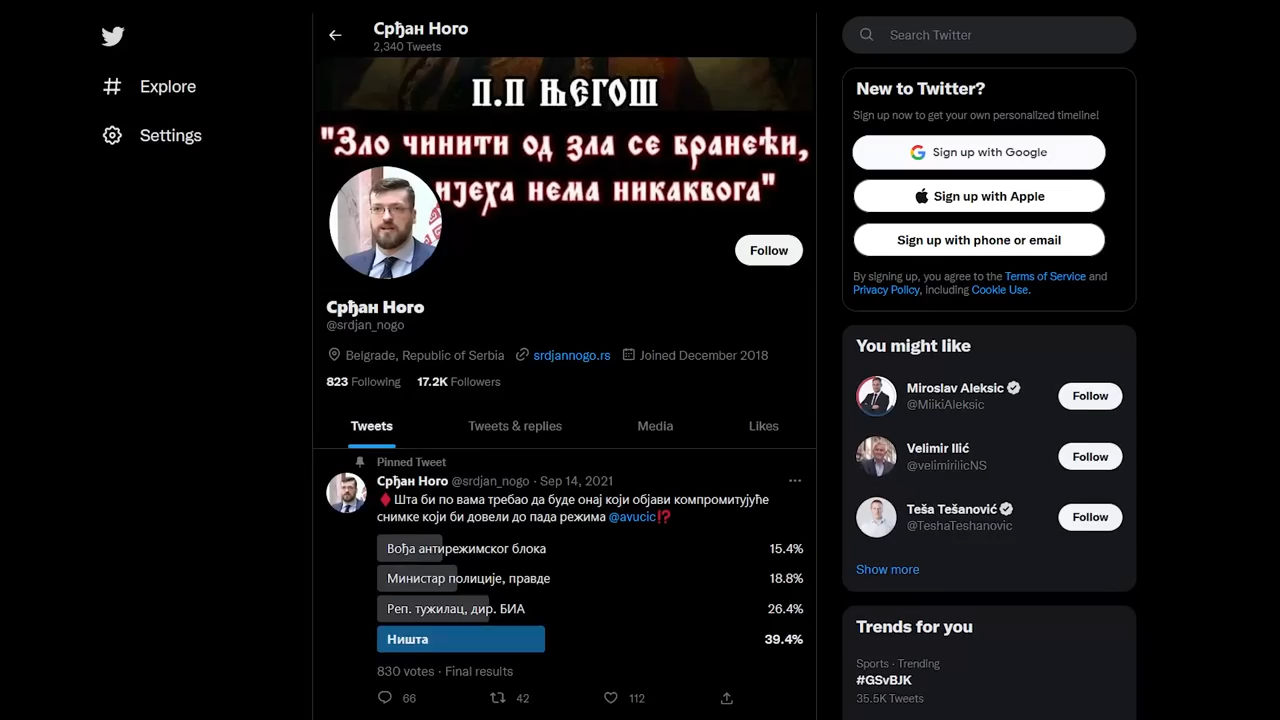 Срђан Ного
2,340 Tweets
Explore
Settings
П.П ЊЕГОШ
"Зло чинити од зла се бранећи,
ијеха нема никаквога"
Follow
Срђан Ного
@srdjan_nogo
Belgrade, Republic of Serbia srdjannogo.rs Joined December 2018
823 Following 17.2K Followers
Tweets Tweets & replies Media Likes
Pinned Tweet
Срђан Ного @srdjan_nogo · Sep 14, 2021
Шта би по вама требао да буде онај који објави компромитујуће
снимке који би довели до пада режима @avucic⁉
Вођа антирежимског блока 15.4%
Министар полиције, правде 18.8%
Реп. тужилац, дир. БИА 26.4%
Ништа 39.4%
830 votes · Final results
66 42 112
Search Twitter
New to Twitter?
Sign up now to get your own personalized timeline!
Sign up with Google
Sign up with Apple
Sign up with phone or email
By signing up, you agree to the Terms of Service and
Privacy Policy, including Cookie Use.
You might like
Miroslav Aleksic
@MiikiAleksic
Follow
Velimir Ilić
@velimirilicNS
Follow
Teša Tešanović
@TeshaTeshanovic
Follow
Show more
Trends for you
Sports · Trending
#GSvBJK
35.5K Tweets